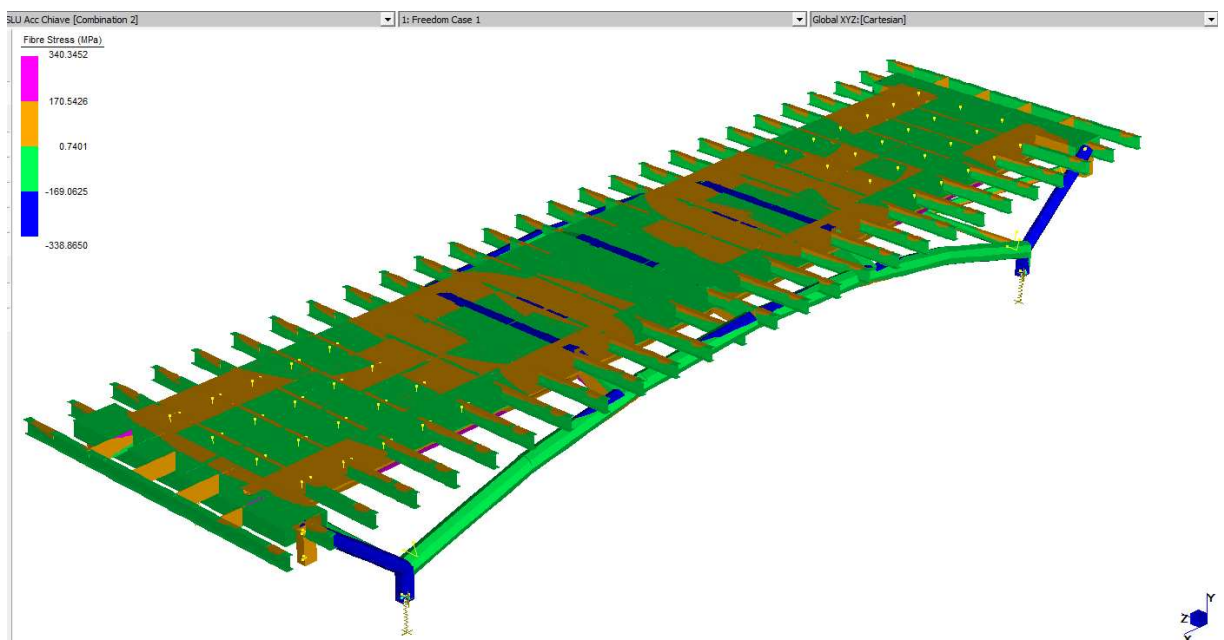 SLU Acc Chiave [Combination 2]
1: Freedom Case 1
Global XYZ:[Cartesian]
Fibre Stress (MPa)
340.3452
170.5426
0.7401
-169.0625
-338.8650
Y
Z
X